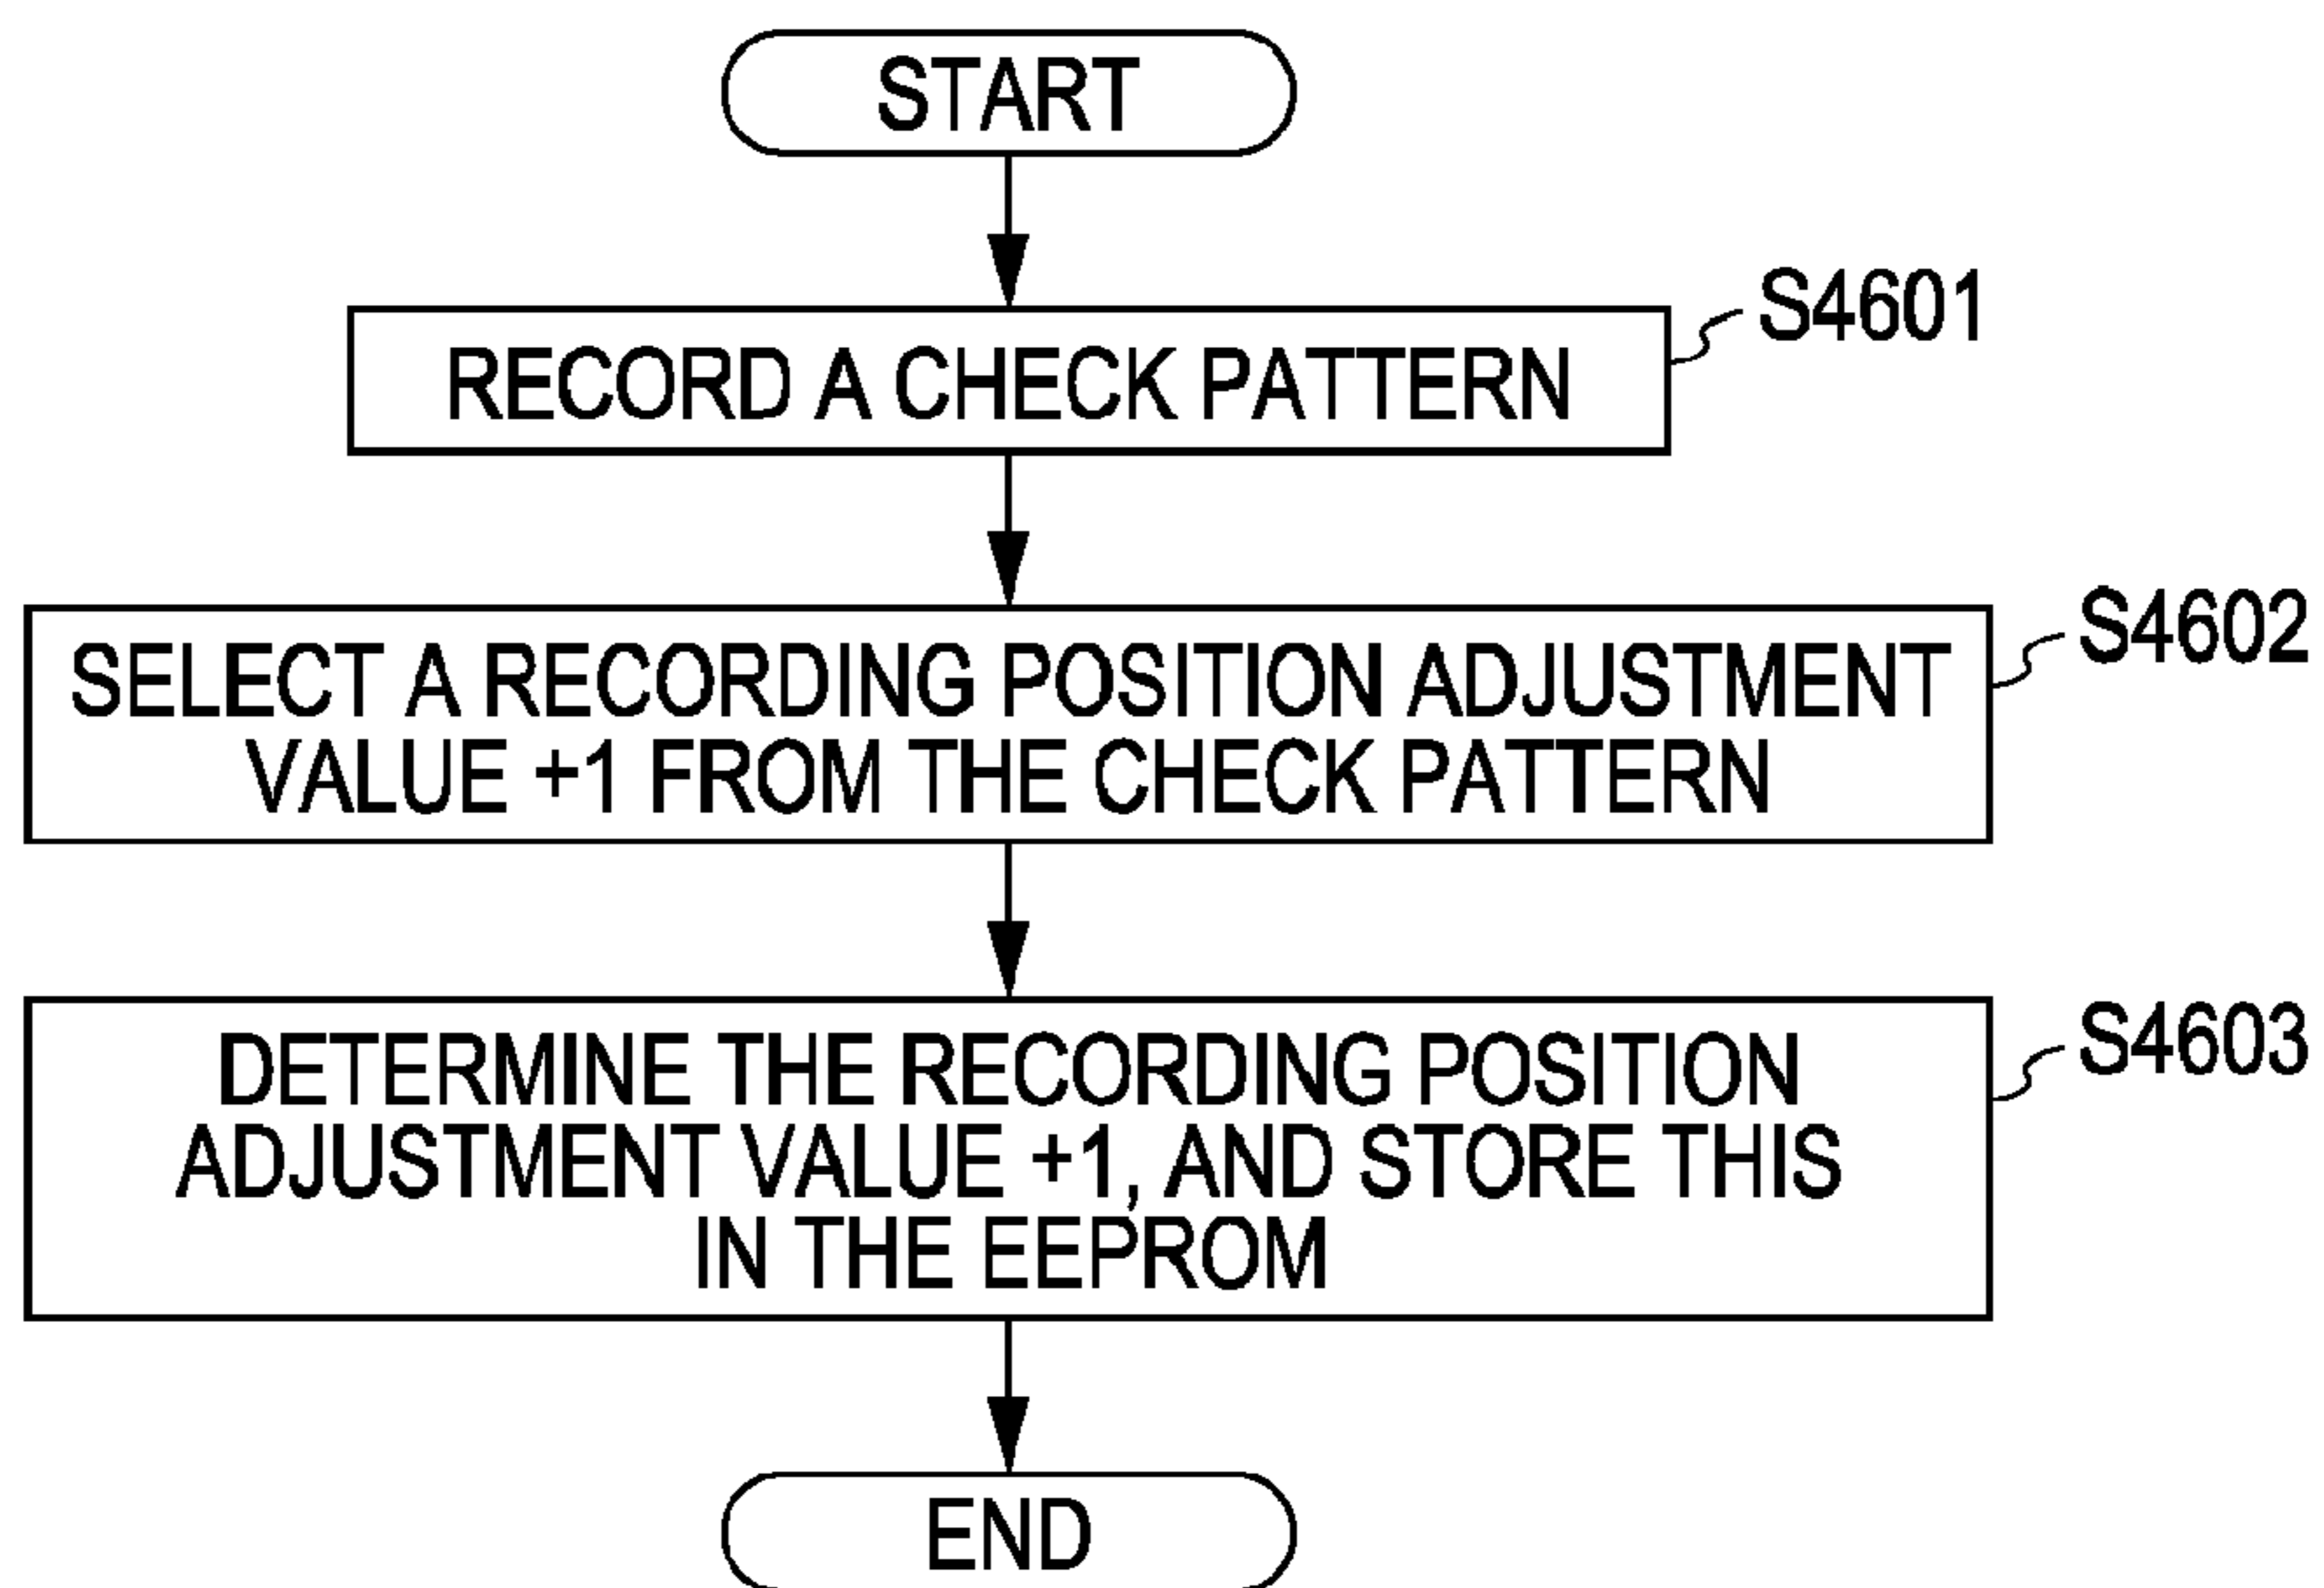 START
S4601
RECORD A CHECK PATTERN
S4602
SELECT A RECORDING POSITION ADJUSTMENT
VALUE +1 FROM THE CHECK PATTERN
S4603
DETERMINE THE RECORDING POSITION
ADJUSTMENT VALUE +1, AND STORE THIS
IN THE EEPROM
END